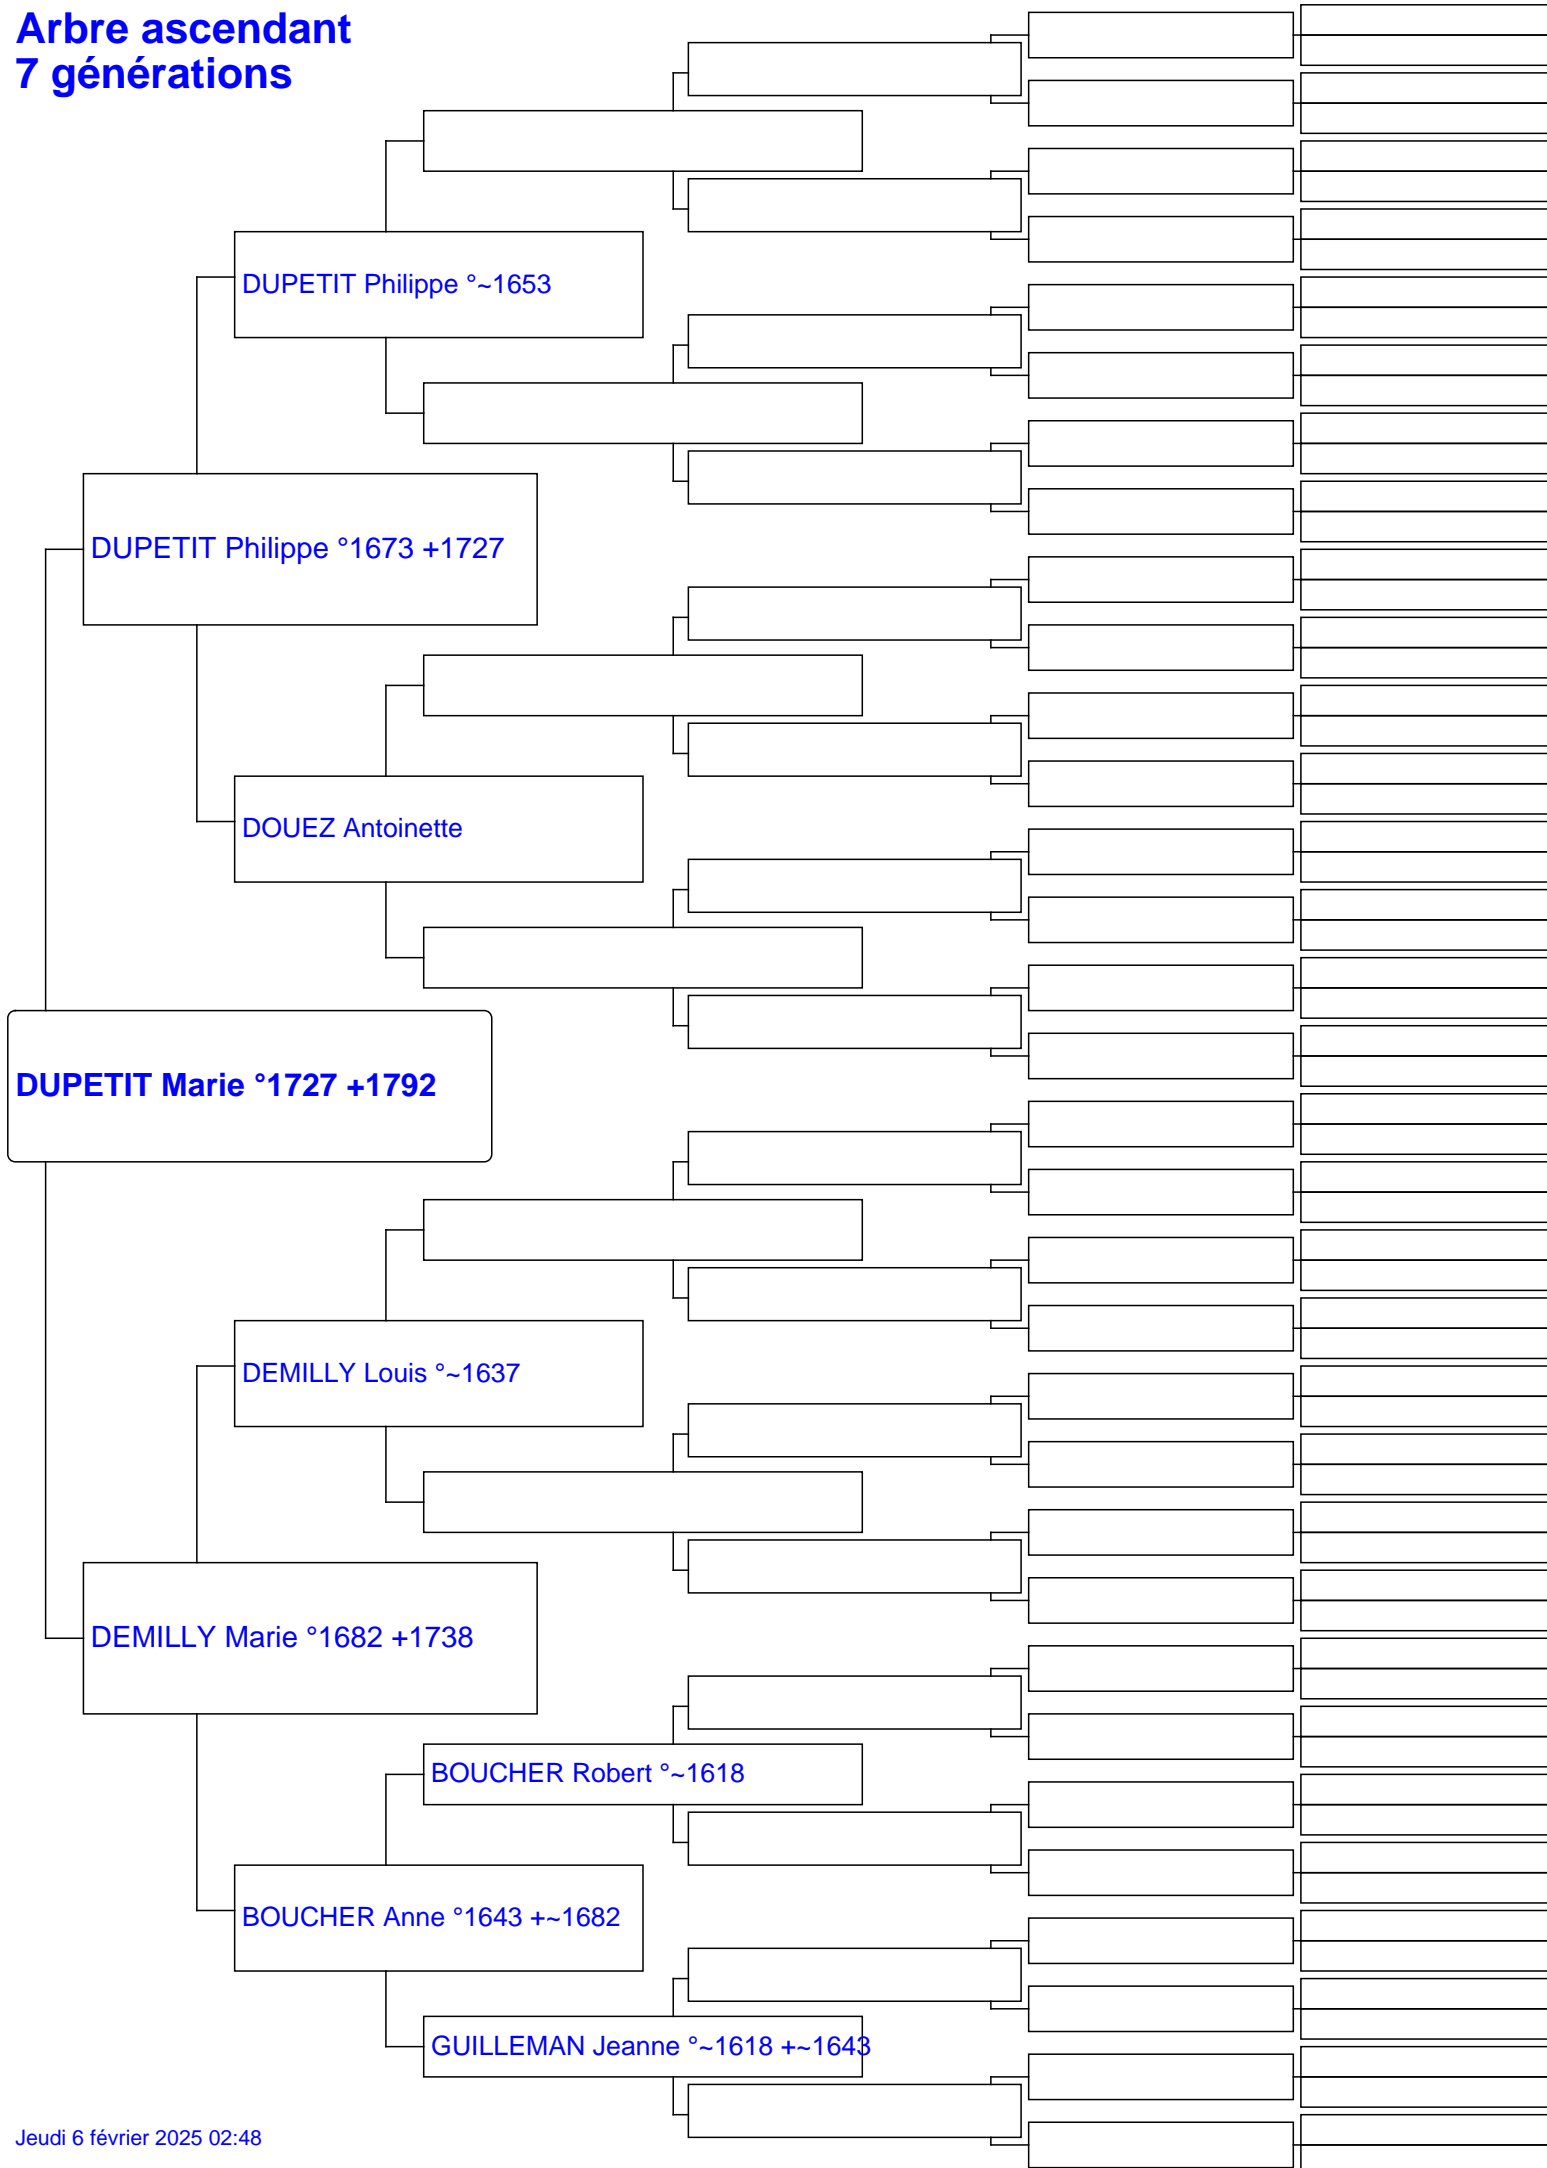 Arbre ascendant
7 générations
DUPETIT Philippe °~1653
DUPETIT Philippe °1673 +1727
DOUEZ Antoinette
DUPETIT Marie °1727 +1792
DEMILLY Louis °~1637
DEMILLY Marie °1682 +1738
BOUCHER Robert °~1618
BOUCHER Anne °1643 +~1682
GUILLEMAN Jeanne °~1618 +~1643
Jeudi 6 février 2025 02:48